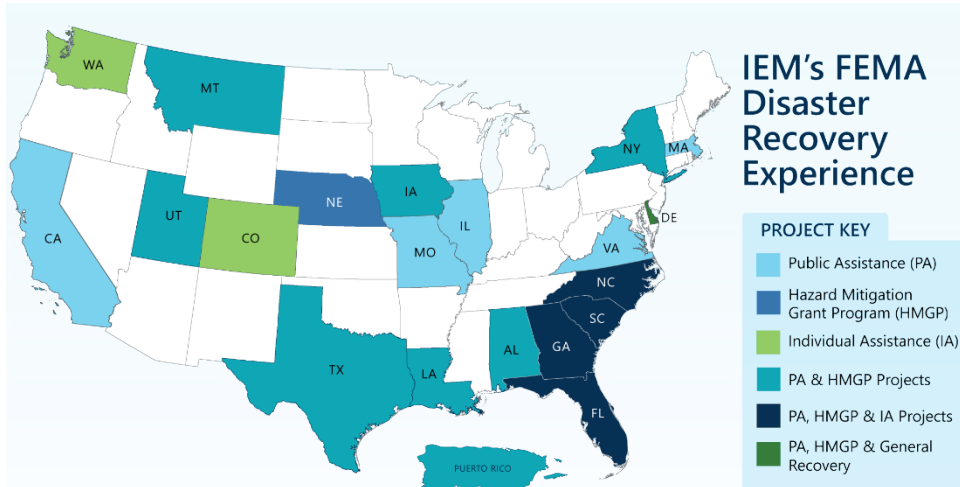 IEM's FEMA
Disaster
Recovery
Experience
WA
MT
NY
MA
IA
NE
IL
DE
UT
CO
CA
MO
VA
NC
SC
AL
GA
TX
LA
FL
PUERTO RICO
PROJECT KEY
Public Assistance (PA)
Hazard Mitigation
Grant Program (HMGP)
Individual Assistance (IA)
PA & HMGP Projects
PA, HMGP & IA Projects
PA, HMGP & General
Recovery